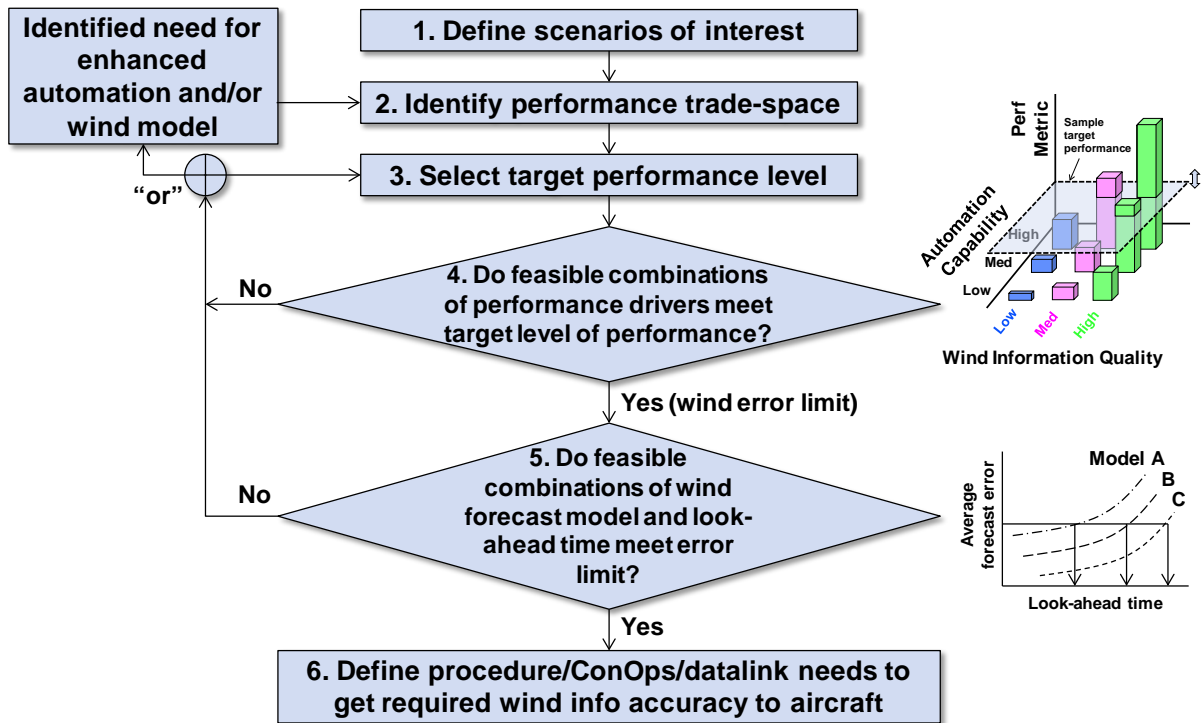 Identified need for
enhanced
automation and/or
wind model
1. Define scenarios of interest
2. Identify performance trade-space
“or”
3. Select target performance level
4. Do feasible combinations
of performance drivers meet
target level of performance?
No
Yes (wind error limit)
5. Do feasible
combinations of wind
forecast model and look-
ahead time meet error
limit?
No
Yes
6. Define procedure/ConOps/datalink needs to
get required wind info accuracy to aircraft
Perf
Metric
Sample
target
performance
Automation
Capability
High
Med
Low
Low
Med
High
Wind Information Quality
Average
forecast error
Model A
B
C
Look-ahead time